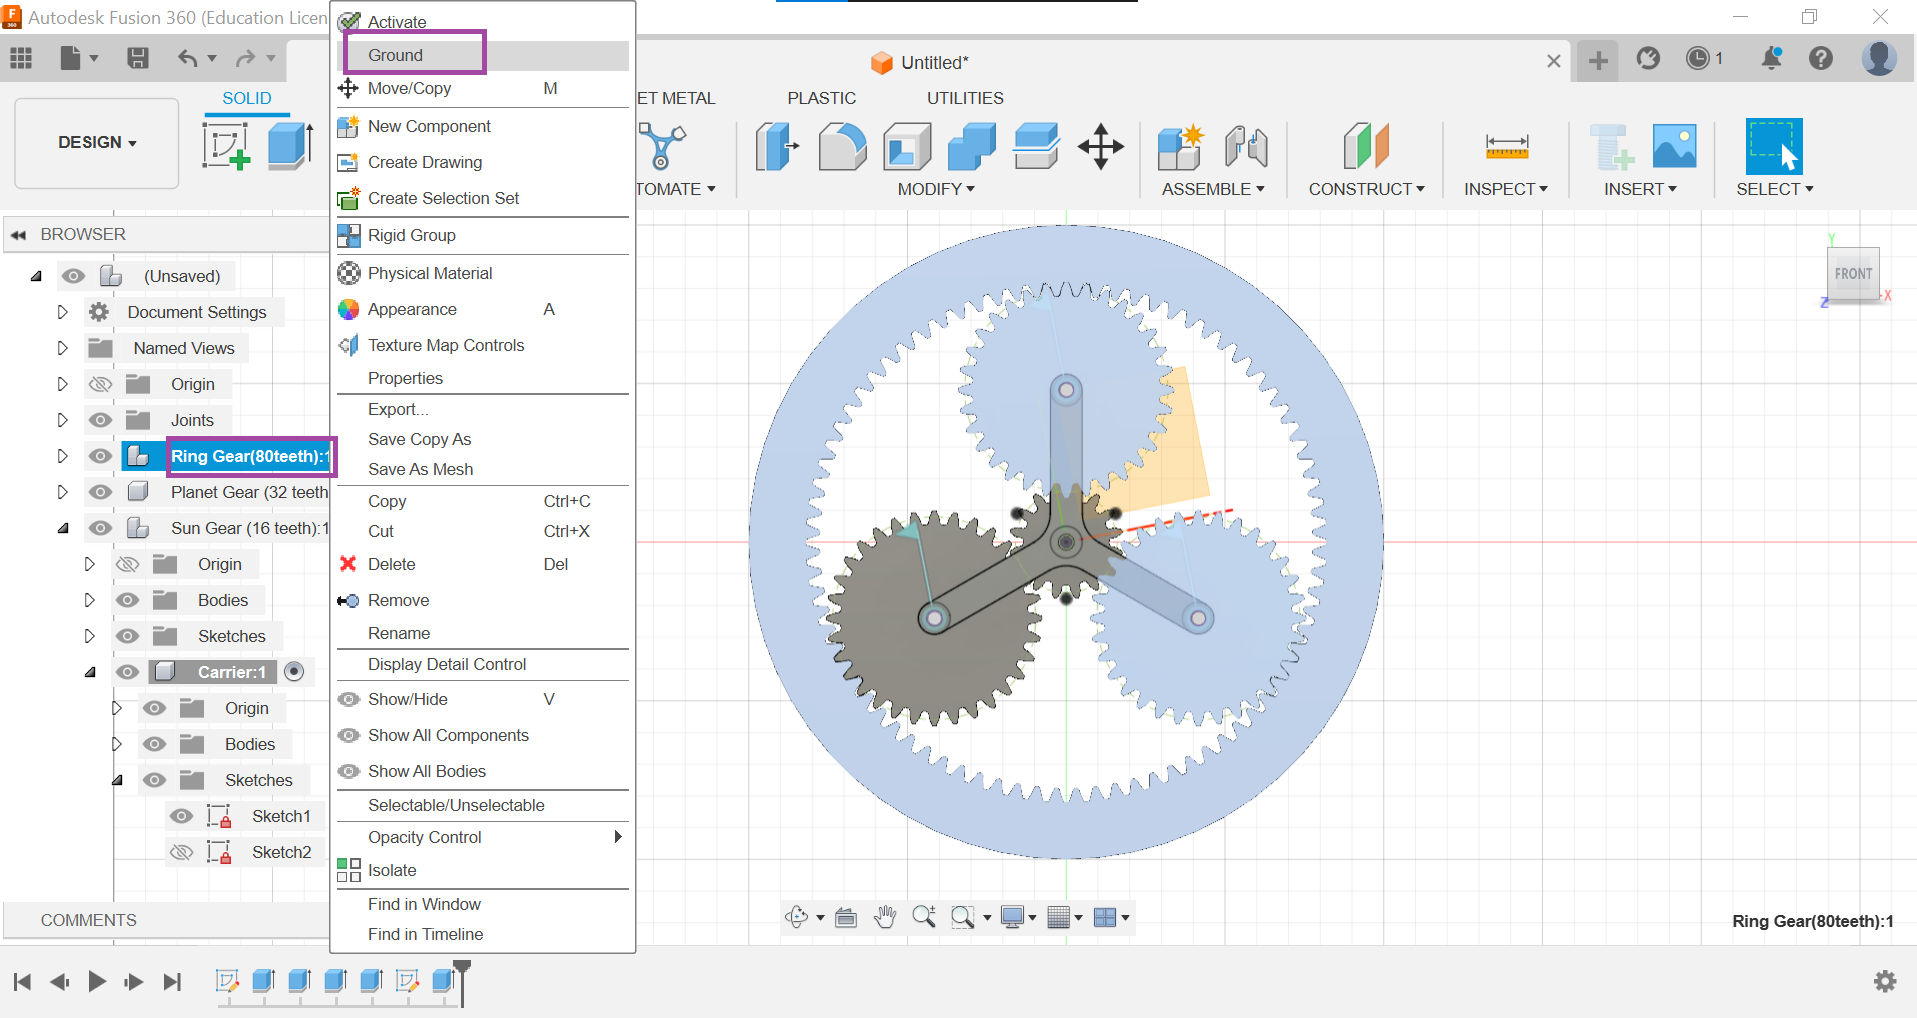 Autodesk Fusion 360 (Education Licen
Untitled*
1
DESIGN
SOLID
ET METAL
PLASTIC
UTILITIES
TOMATE
MODIFY
ASSEMBLE
CONSTRUCT
INSPECT
INSERT
SELECT
BROWSER
(Unsaved)
Document Settings
Named Views
Origin
Joints
Ring Gear(80teeth):1
Planet Gear (32 teeth
Sun Gear (16 teeth):1
Origin
Bodies
Sketches
Carrier:1
Origin
Bodies
Sketches
Sketch1
Sketch2
COMMENTS
Activate
Ground
Move/Copy M
New Component
Create Drawing
Create Selection Set
Rigid Group
Physical Material
Appearance A
Texture Map Controls
Properties
Export...
Save Copy As
Save As Mesh
Copy Ctrl+C
Cut Ctrl+X
Delete Del
Remove
Rename
Display Detail Control
Show/Hide V
Show All Components
Show All Bodies
Selectable/Unselectable
Opacity Control
Isolate
Find in Window
Find in Timeline
Y
FRONT
Z
X
Ring Gear(80teeth):1